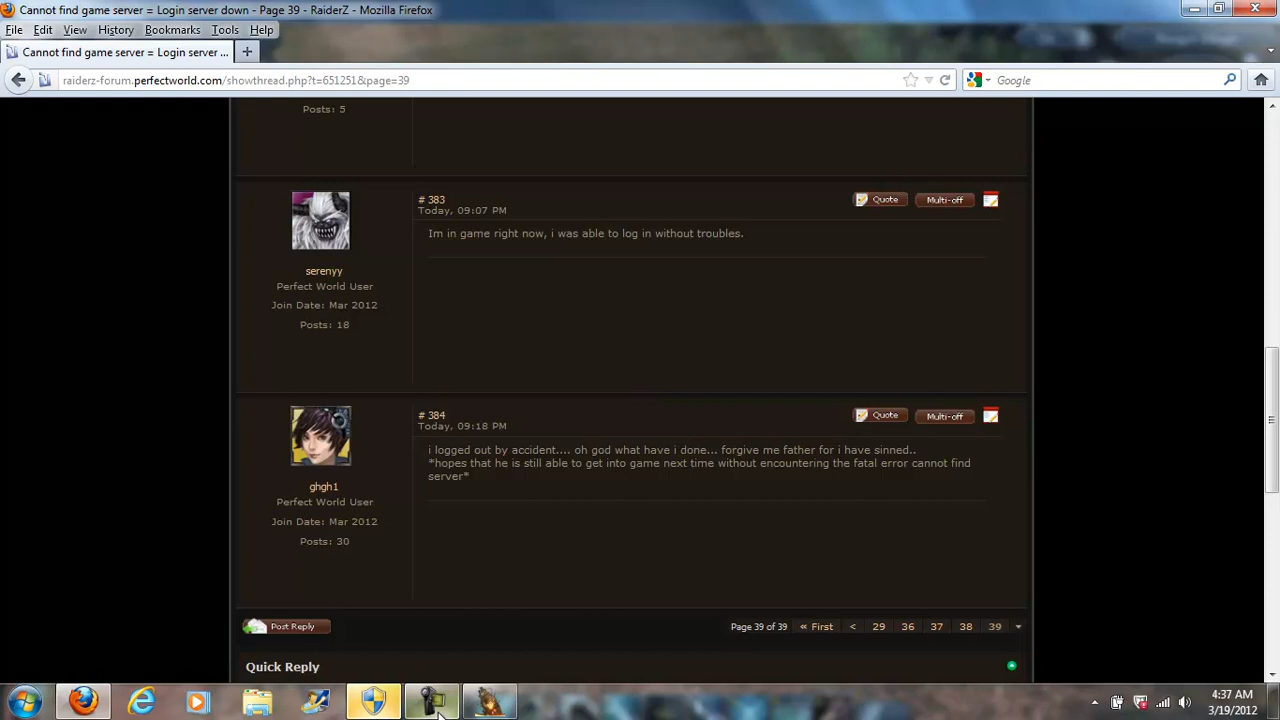 Cannot find game server = Login server down - Page 39 - RaiderZ - Mozilla Firefox
File Edit View History Bookmarks Tools Help
Cannot find game server = Login server ...
raiderz-forum.perfectworld.com/showthread.php?t=651251&page=39
Google
Posts: 5
# 383
Today, 09:07 PM
Quote
Multi-off
Im in game right now, i was able to log in without troubles.
serenyy
Perfect World User
Join Date: Mar 2012
Posts: 18
# 384
Today, 09:18 PM
Quote
Multi-off
i logged out by accident.... oh god what have i done... forgive me father for i have sinned..
*hopes that he is still able to get into game next time without encountering the fatal error cannot find
server*
ghgh1
Perfect World User
Join Date: Mar 2012
Posts: 30
Post Reply
Page 39 of 39 « First < 29 36 37 38 39
Quick Reply
4:37 AM
3/19/2012